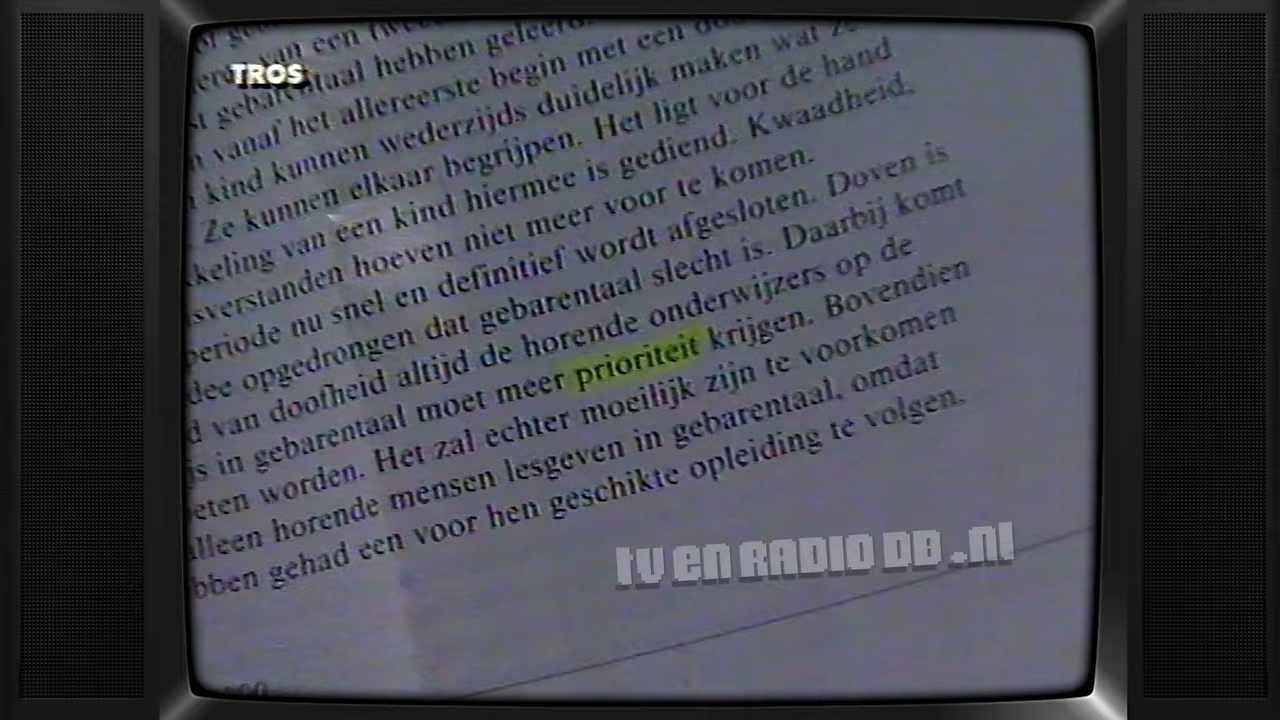 TROS
van een
gebarentaal hebben geleerd.
vanaf het allereerste begin met een
kind kunnen wederzijds duidelijk maken wat
Ze kunnen elkaar begrijpen. Het ligt voor de hand
keling van een kind hiermee is gediend. Kwaadheid,
sverstanden hoeven niet meer voor te komen.
periode nu snel en definitief wordt afgesloten. Doven is
dee opgedrongen dat gebarentaal slecht is. Daarbij komt
d van doofheid altijd de horende onderwijzers op de
js in gebarentaal moet meer prioriteit krijgen. Bovendien
eten worden. Het zal echter moeilijk zijn te voorkomen
lleen horende mensen lesgeven in gebarentaal, omdat
bben gehad een voor hen geschikte opleiding te volgen.
TV EN RADIO DB .nl